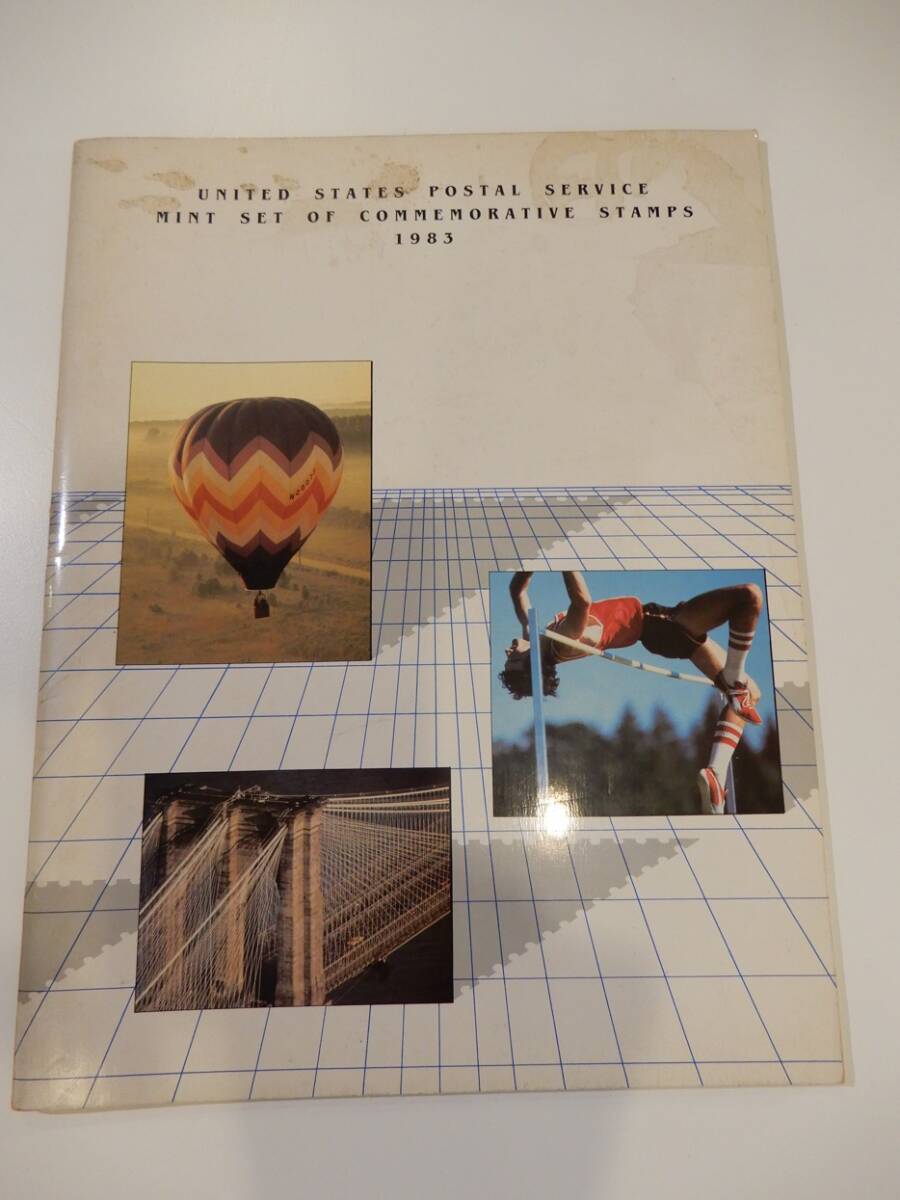 UNITED STATES POSTAL SERVICE
MINT SET OF COMMEMORATIVE STAMPS
1983